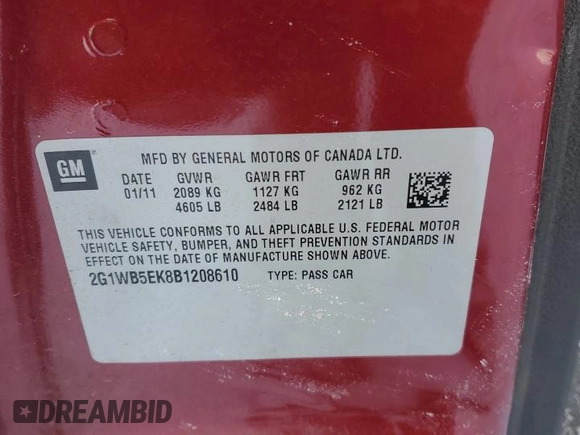 GM
MFD BY GENERAL MOTORS OF CANADA LTD.
DATE GVWR GAWR FRT GAWR RR
01/11 2089 KG 1127 KG 962 KG
4605 LB 2484 LB 2121 LB
THIS VEHICLE CONFORMS TO ALL APPLICABLE U.S. FEDERAL MOTOR
VEHICLE SAFETY, BUMPER, AND THEFT PREVENTION STANDARDS IN
EFFECT ON THE DATE OF MANUFACTURE SHOWN ABOVE.
2G1WB5EK8B1208610 TYPE: PASS CAR
DREAMBID